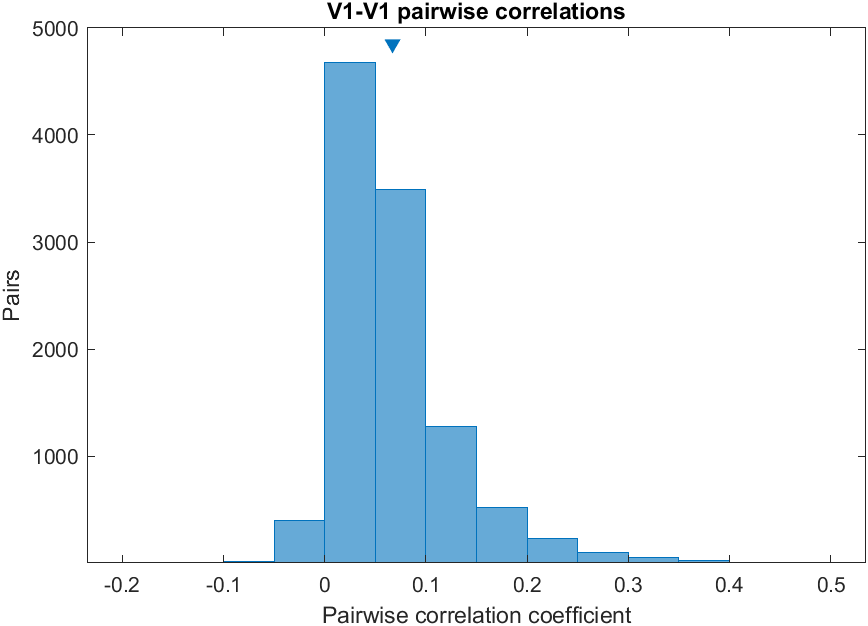 V1-V1 pairwise correlations
5000
4000
3000
2000
1000
Pairs
-0.2 -0.1 0 0.1 0.2 0.3 0.4 0.5
Pairwise correlation coefficient